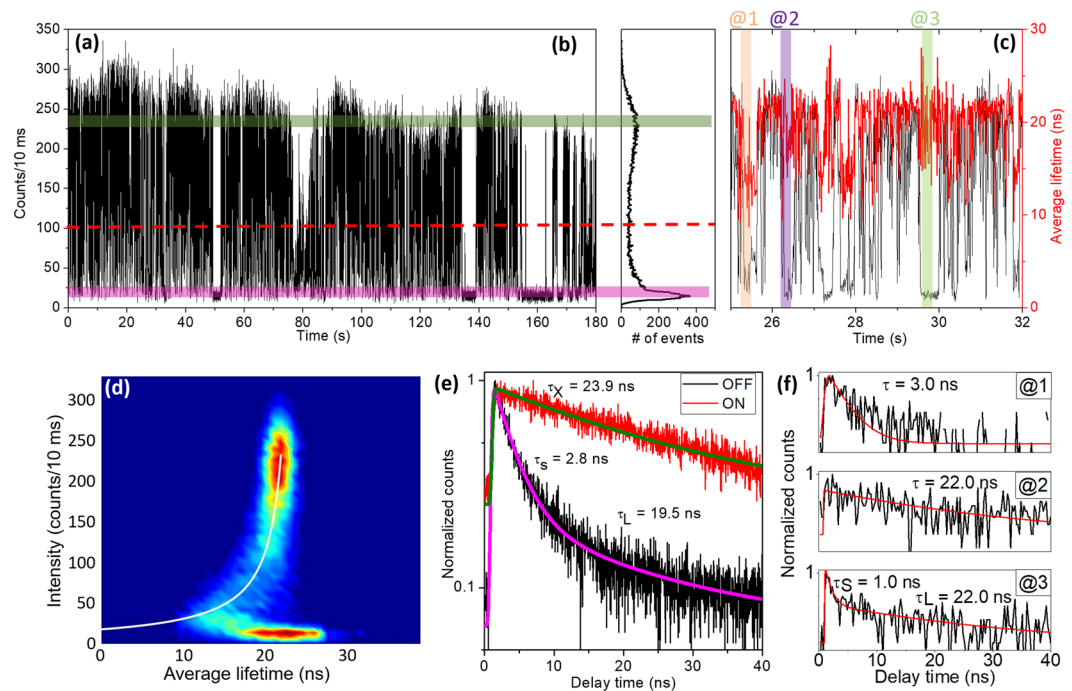 @1 @2 @3
(a)
(b)
(c)
350
300
250
200
150
100
50
0
Counts/10 ms
0 20 40 60 80 100 120 140 160 180
Time (s)
0 200 400
# of events
26 28 30 32
Time (s)
30
20
10
0
Average lifetime (ns)
(d)
300
250
200
150
100
50
0
Intensity (counts/10 ms)
0 10 20 30
Average lifetime (ns)
(e)
τX = 23.9 ns
OFF
ON
τs = 2.8 ns
τL = 19.5 ns
1
0.1
Normalized counts
0 10 20 30 40
Delay time (ns)
(f)
1
τ = 3.0 ns
@1
1
τ = 22.0 ns
@2
1
τS = 1.0 ns
τL = 22.0 ns
@3
Normalized counts
0 10 20 30 40
Delay time (ns)